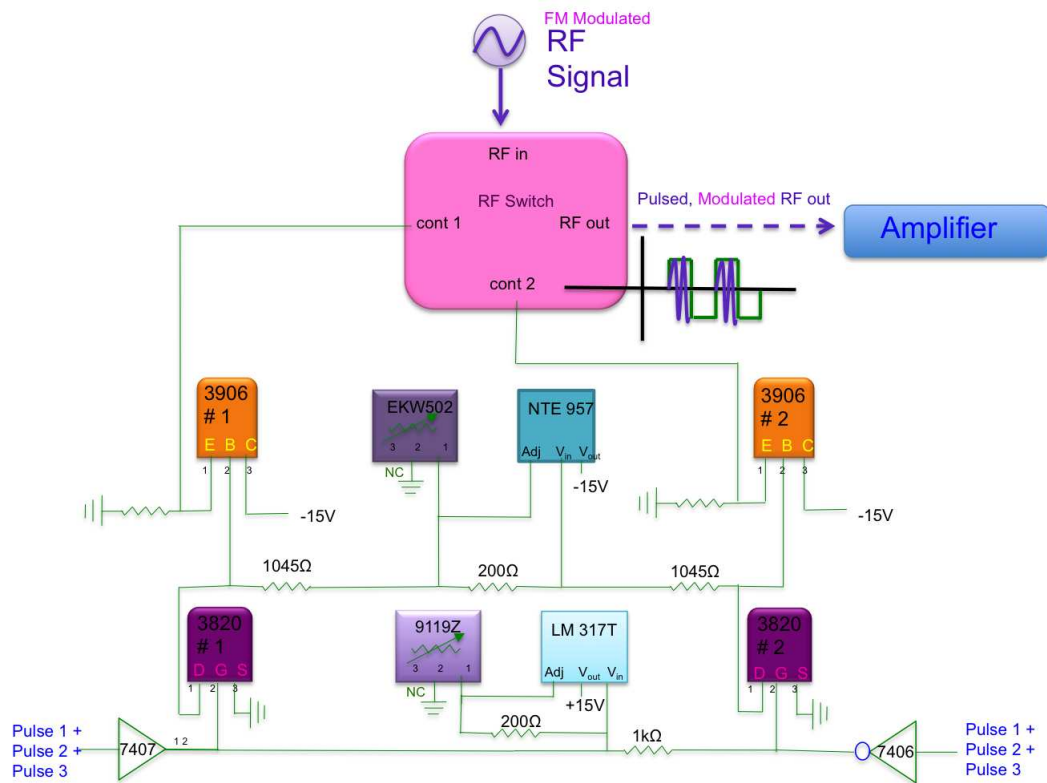 FM Modulated
RF
Signal
RF in
RF Switch
cont 1
RF out
cont 2
Pulsed, Modulated RF out
Amplifier
3906
# 1
E B C
1 2 3
-15V
EKW502
3 2 1
NC
NTE 957
Adj Vin Vout
-15V
3906
# 2
E B C
1 2 3
-15V
1045Ω
200Ω
1045Ω
3820
# 1
D G S
1 2 3
9119Z
3 2 1
NC
LM 317T
Adj Vout Vin
+15V
200Ω
1kΩ
3820
# 2
D G S
1 2 3
Pulse 1 +
Pulse 2 +
Pulse 3
7407
1 2
7406
Pulse 1 +
Pulse 2 +
Pulse 3